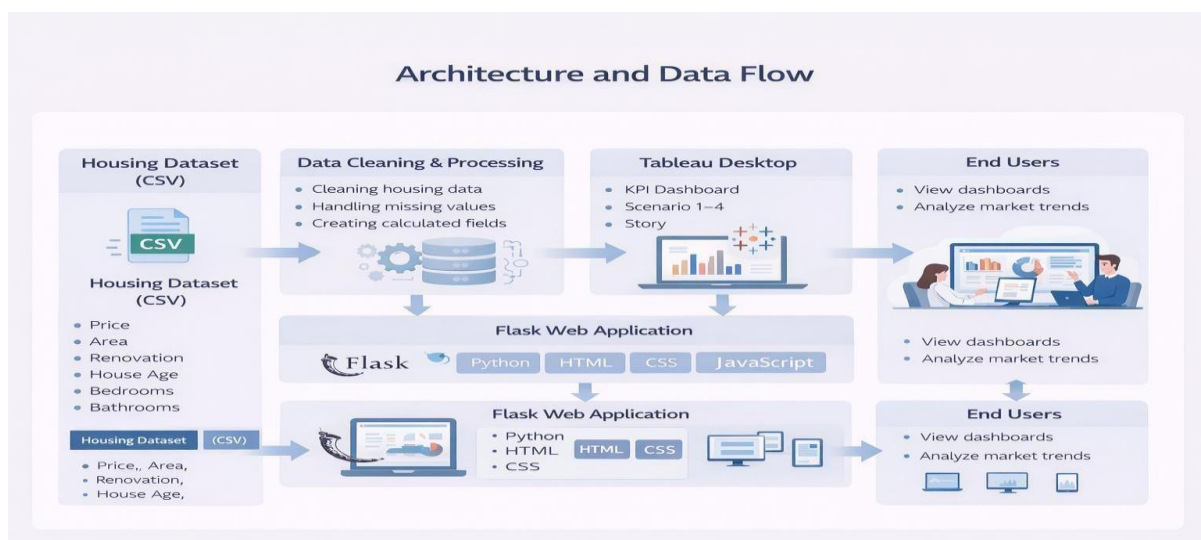 Architecture and Data Flow
Housing Dataset
(CSV)
CSV
Housing Dataset
(CSV)
• Price
• Area
• Renovation
• House Age
• Bedrooms
• Bathrooms
Housing Dataset (CSV)
• Price,, Area,
• Renovation,
• House Age,
Data Cleaning & Processing
• Cleaning housing data
• Handling missing values
• Creating calculated fields
Tableau Desktop
• KPI Dashboard
• Scenario 1–4
• Story
End Users
• View dashboards
• Analyze market trends
• View dashboards
• Analyze market trends
Flask Web Application
Flask Python HTML CSS JavaScript
Flask Web Application
• Python
• HTML
• CSS
HTML CSS
End Users
• View dashboards
• Analyze market trends